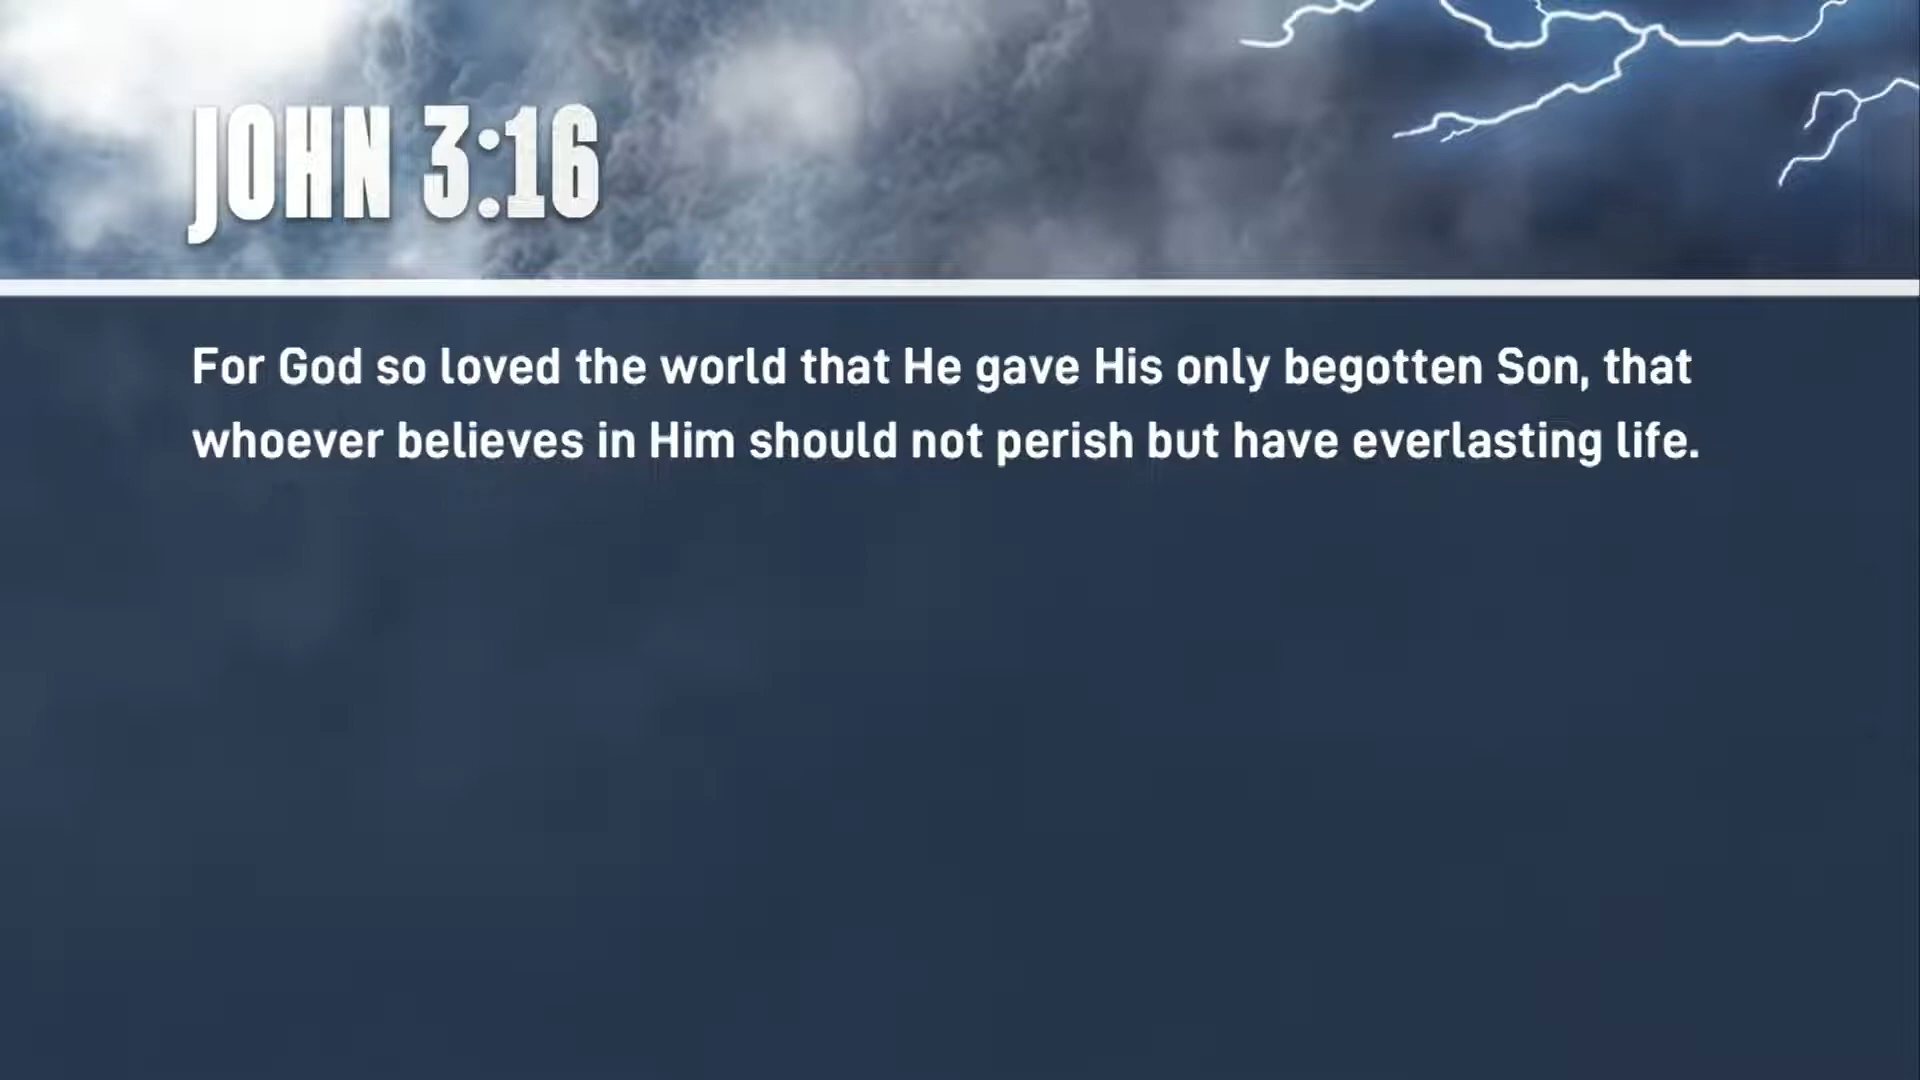 JOHN 3:16
For God so loved the world that He gave His only begotten Son, that
whoever believes in Him should not perish but have everlasting life.